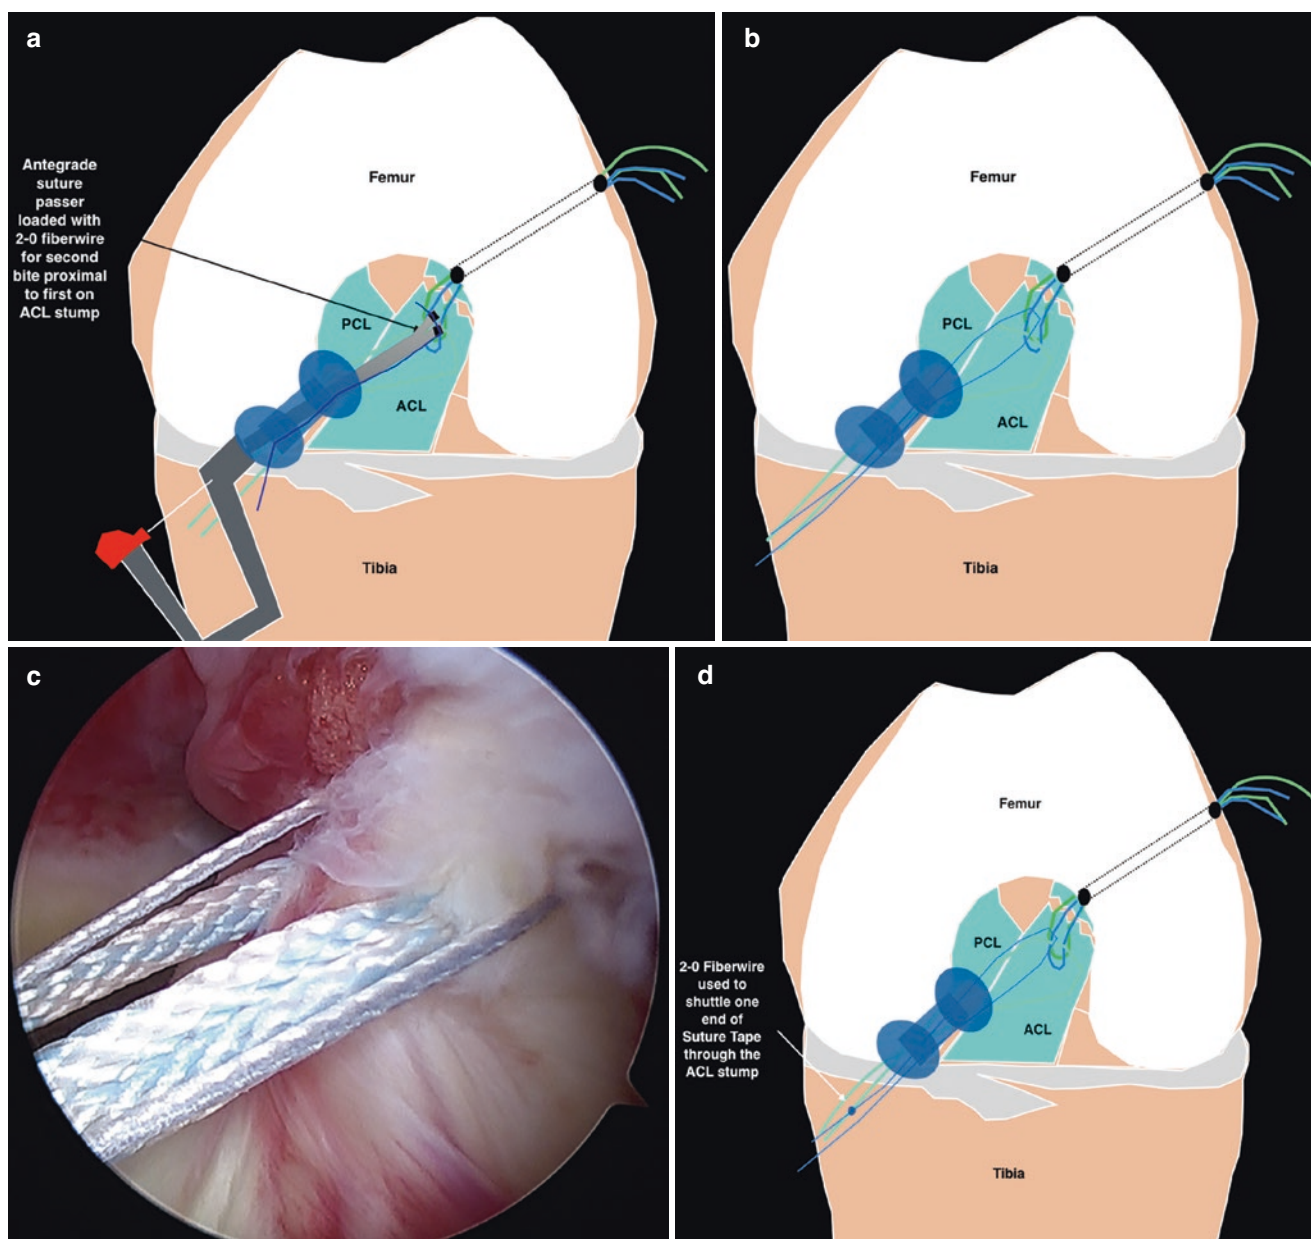 a
Antegrade
suture
passer
loaded with
2-0 fiberwire
for second
bite proximal
to first on
ACL stump
Femur
PCL
ACL
Tibia
b
Femur
PCL
ACL
Tibia
c
d
2-0 Fiberwire
used to
shuttle one
end of
Suture Tape
through the
ACL stump
Femur
PCL
ACL
Tibia